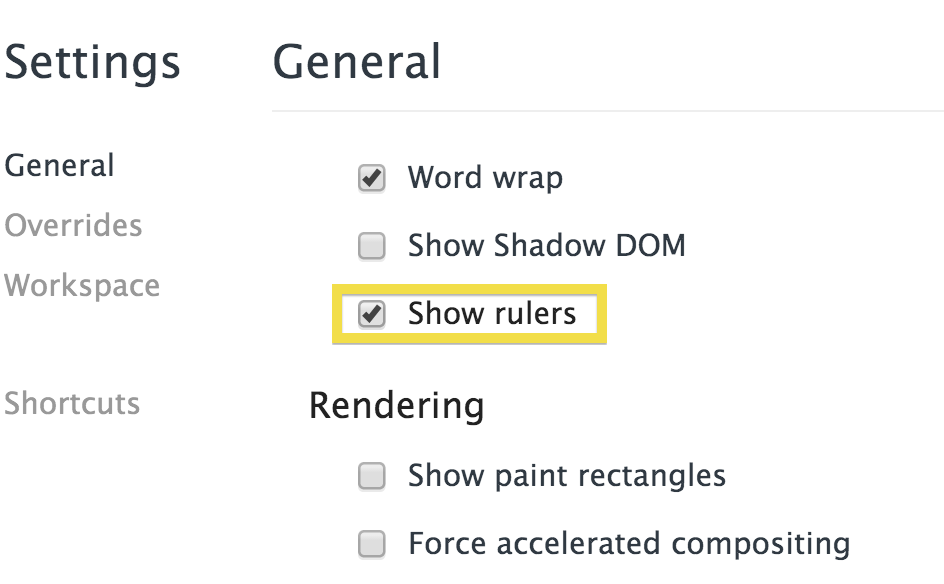 Settings
General
Overrides
Workspace
Shortcuts
General
Word wrap
Show Shadow DOM
Show rulers
Rendering
Show paint rectangles
Force accelerated compositing